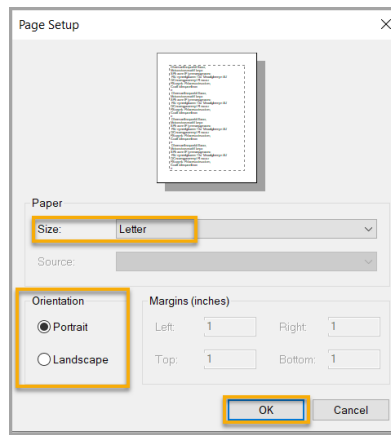 Page Setup
Paper
Size: Letter
Source:
Orientation
Portrait
Landscape
Margins (inches)
Left: 1 Right: 1
Top: 1 Bottom: 1
OK Cancel